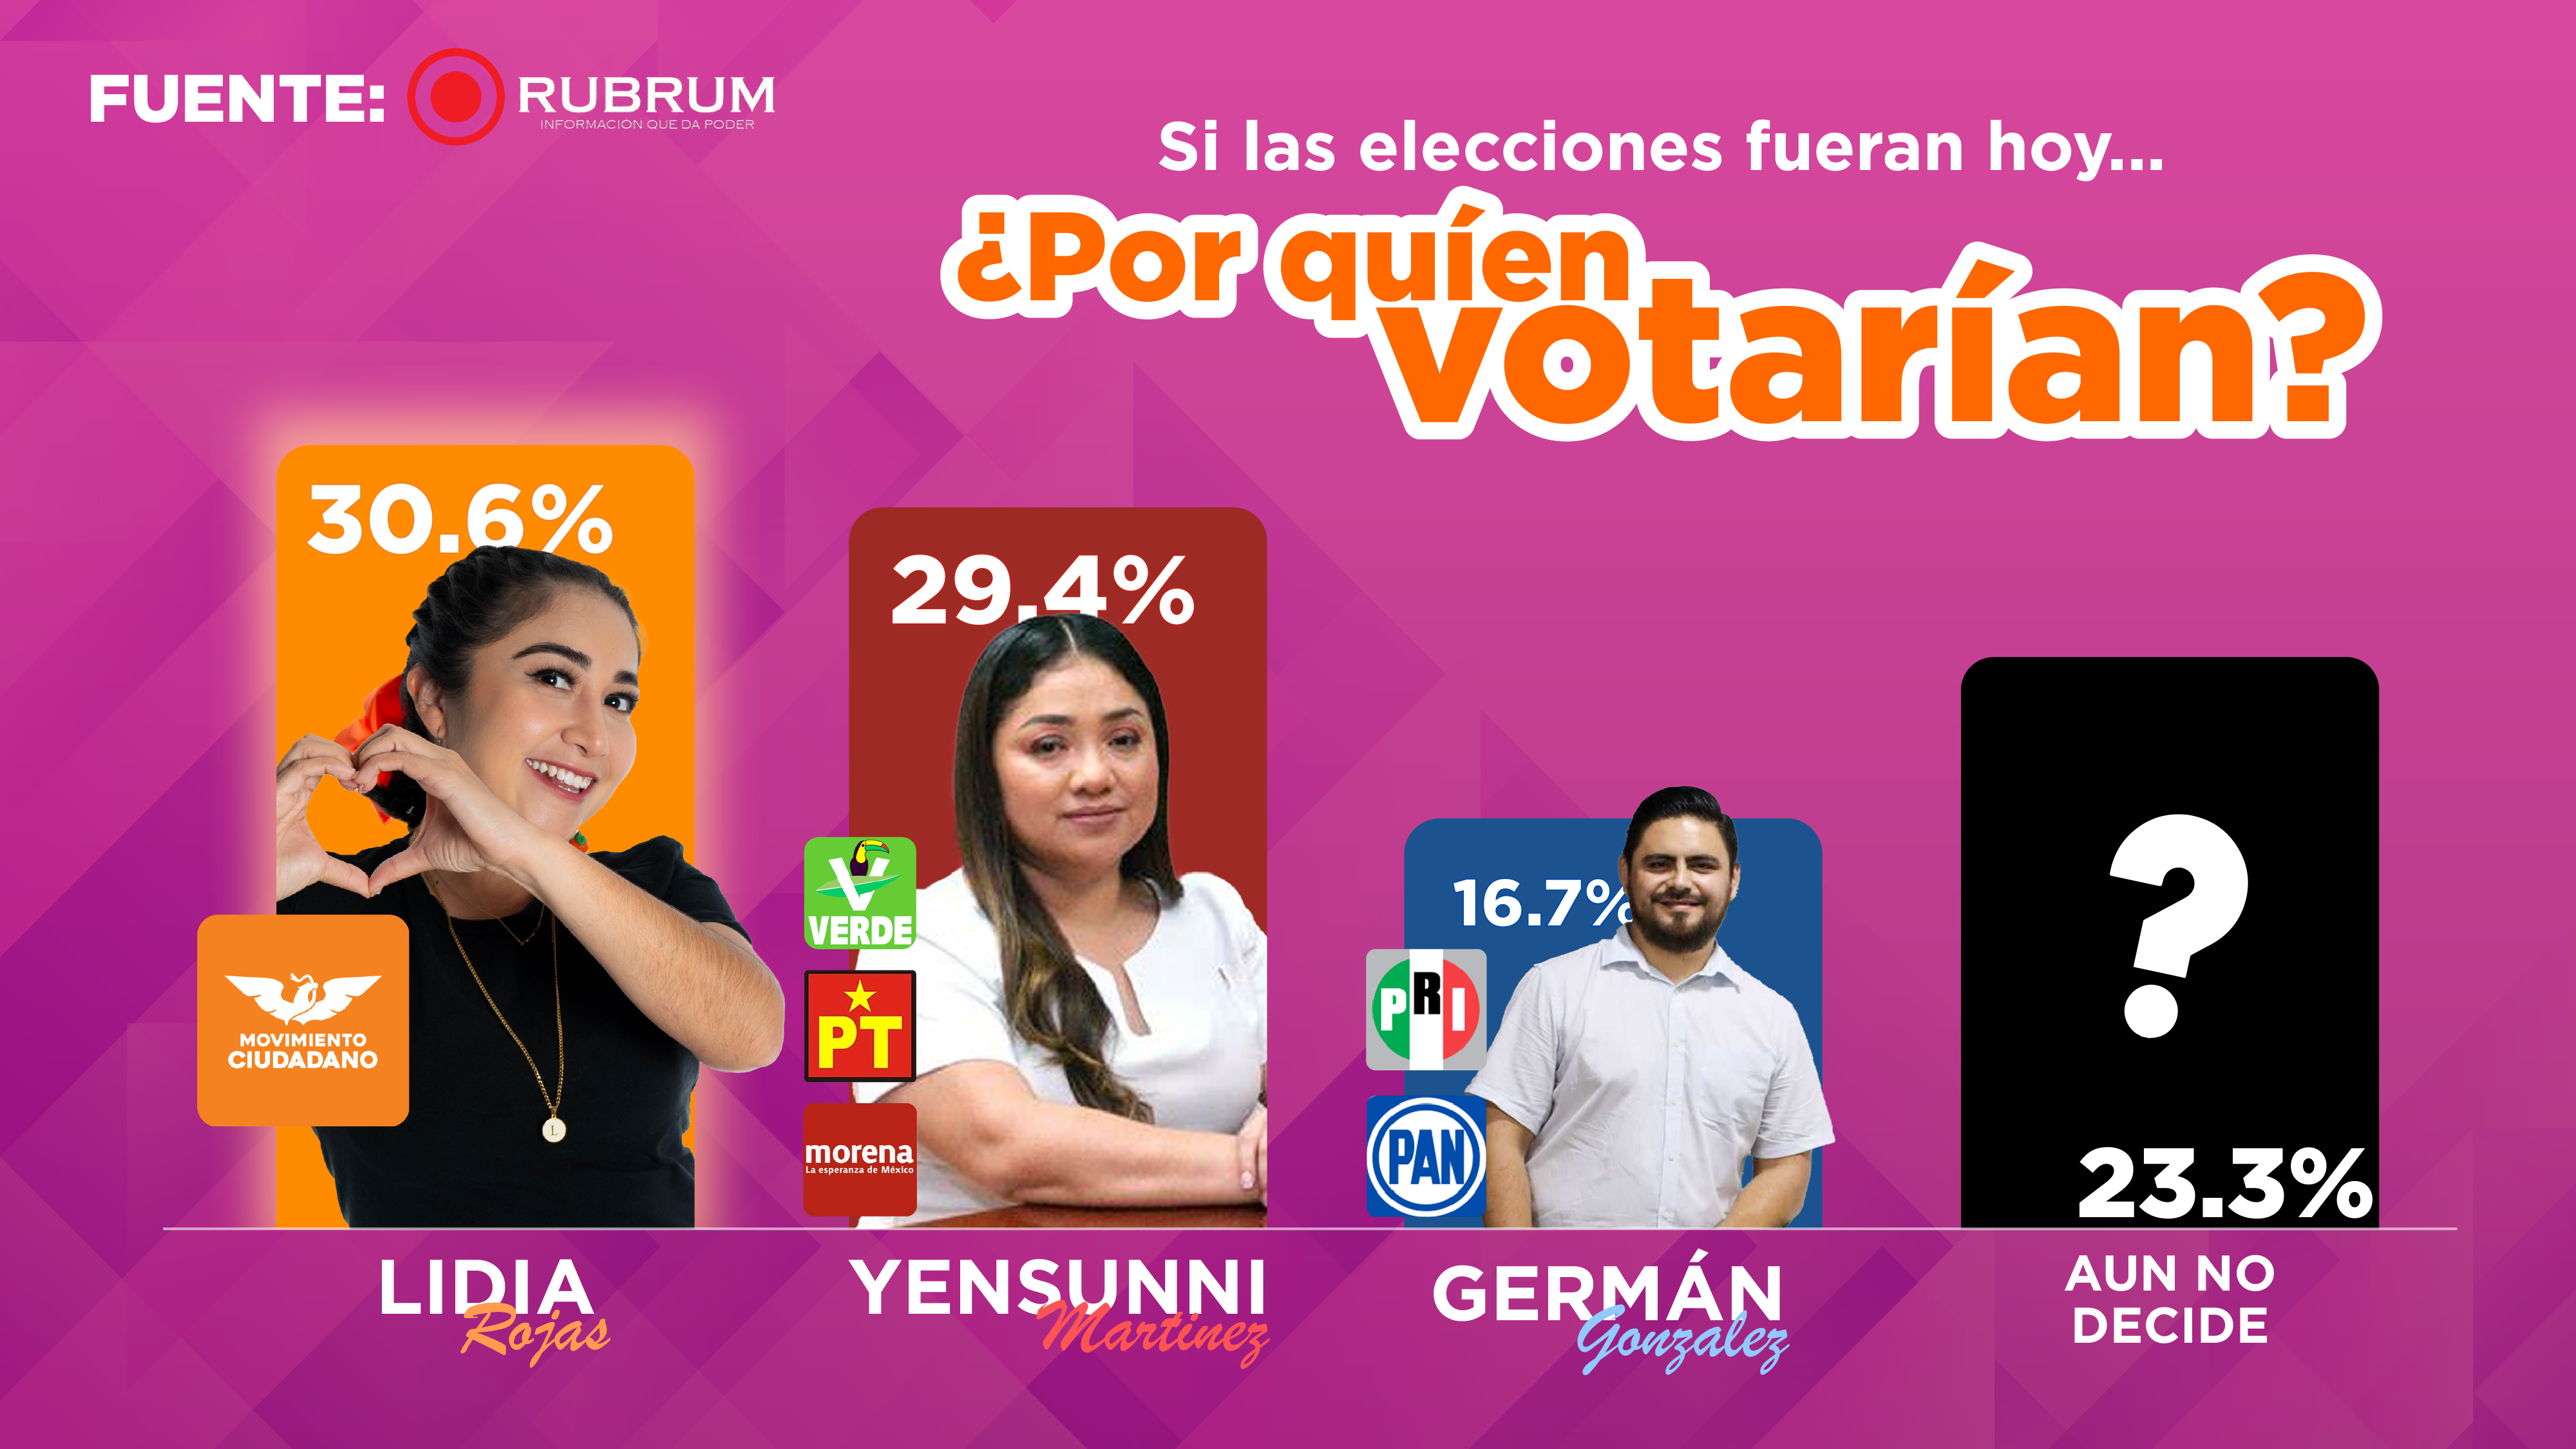 FUENTE: RUBRUM
INFORMACIÓN QUE DA PODER
Si las elecciones fueran hoy...
¿Por quíen
votarían?
30.6%
MOVIMIENTO
CIUDADANO
LIDIA
Rojas
29.4%
VERDE
PT
morena
La esperanza de México
YENSUNNI
Martinez
16.7%
PRI
PAN
GERMÁN
Gonzalez
?
23.3%
AUN NO
DECIDE
L